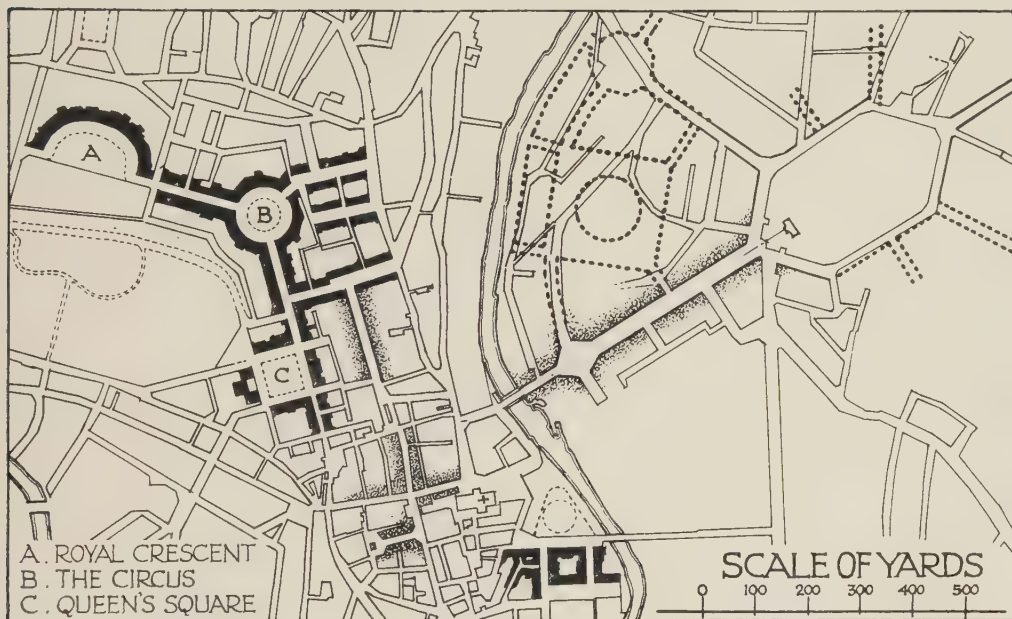 A
B
C
A. ROYAL CRESCENT
B. THE CIRCUS
C. QUEEN'S SQUARE
SCALE OF YARDS
0 100 200 300 400 500